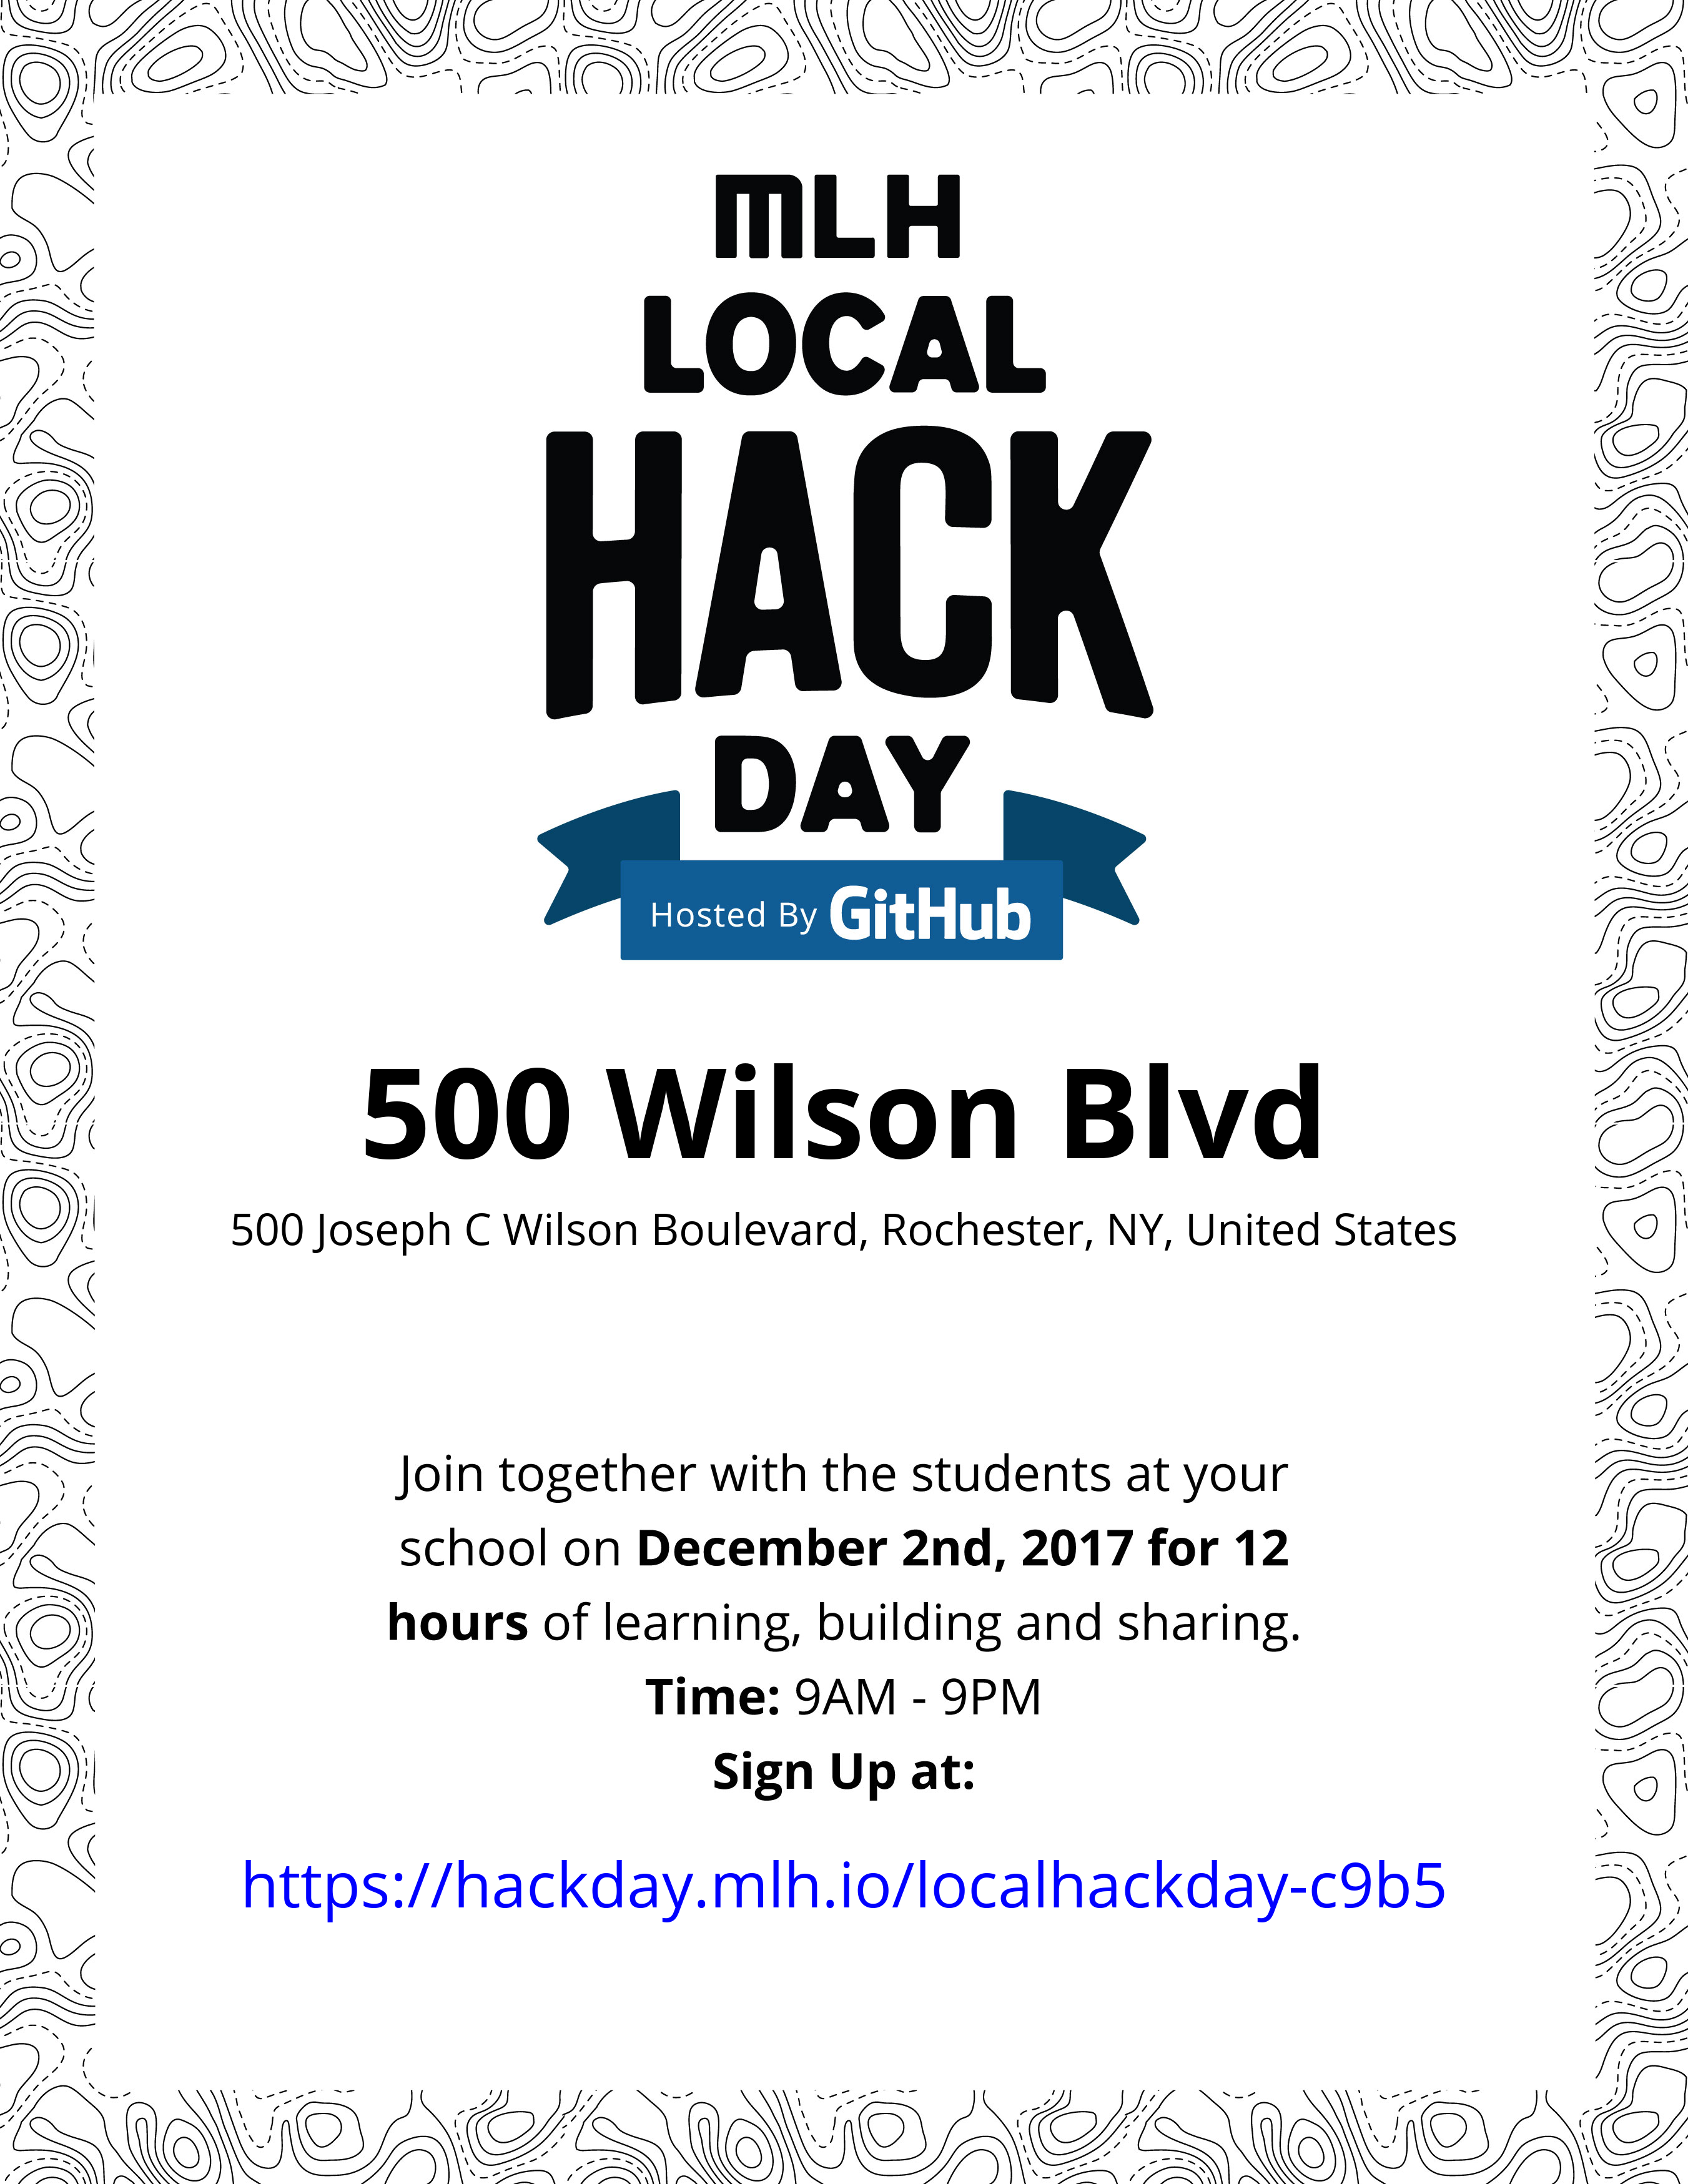 MLH
LOCAL
HACK
DAY
Hosted By GitHub
500 Wilson Blvd
500 Joseph C Wilson Boulevard, Rochester, NY, United States
Join together with the students at your
school on December 2nd, 2017 for 12
hours of learning, building and sharing.
Time: 9AM - 9PM
Sign Up at:
https://hackday.mlh.io/localhackday-c9b5